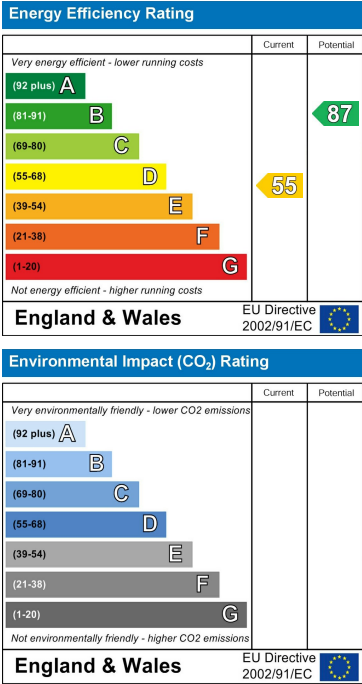 Energy Efficiency Rating
Current Potential
Very energy efficient - lower running costs
(92 plus) A
(81-91) B
87
(69-80) C
(55-68) D
55
(39-54) E
(21-38) F
(1-20) G
Not energy efficient - higher running costs
England & Wales
EU Directive
2002/91/EC
Environmental Impact (CO₂) Rating
Current Potential
Very environmentally friendly - lower CO2 emissions
(92 plus) A
(81-91) B
(69-80) C
(55-68) D
(39-54) E
(21-38) F
(1-20) G
Not environmentally friendly - higher CO2 emissions
England & Wales
EU Directive
2002/91/EC